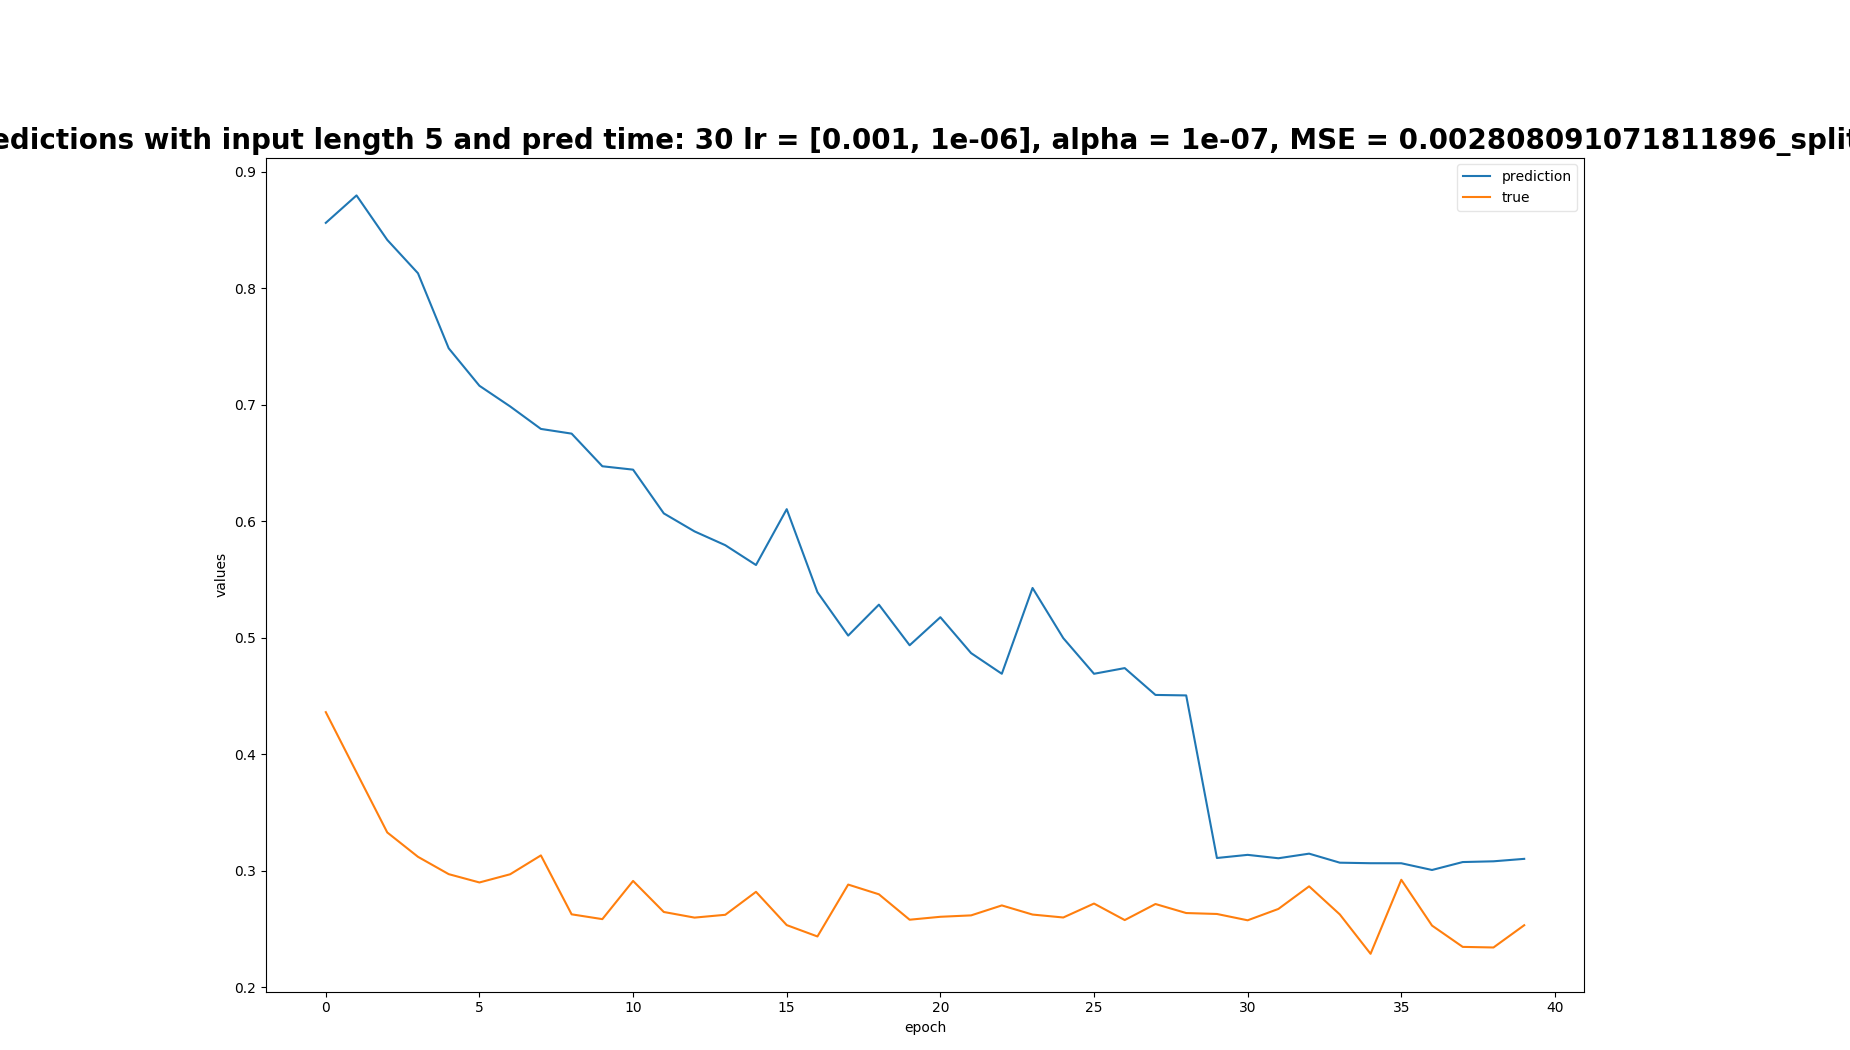 edictions with input length 5 and pred time: 30 lr = [0.001, 1e-06], alpha = 1e-07, MSE = 0.002808091071811896_split
prediction
true
0.9
0.8
0.7
0.6
0.5
0.4
0.3
0.2
values
0 5 10 15 20 25 30 35 40
epoch